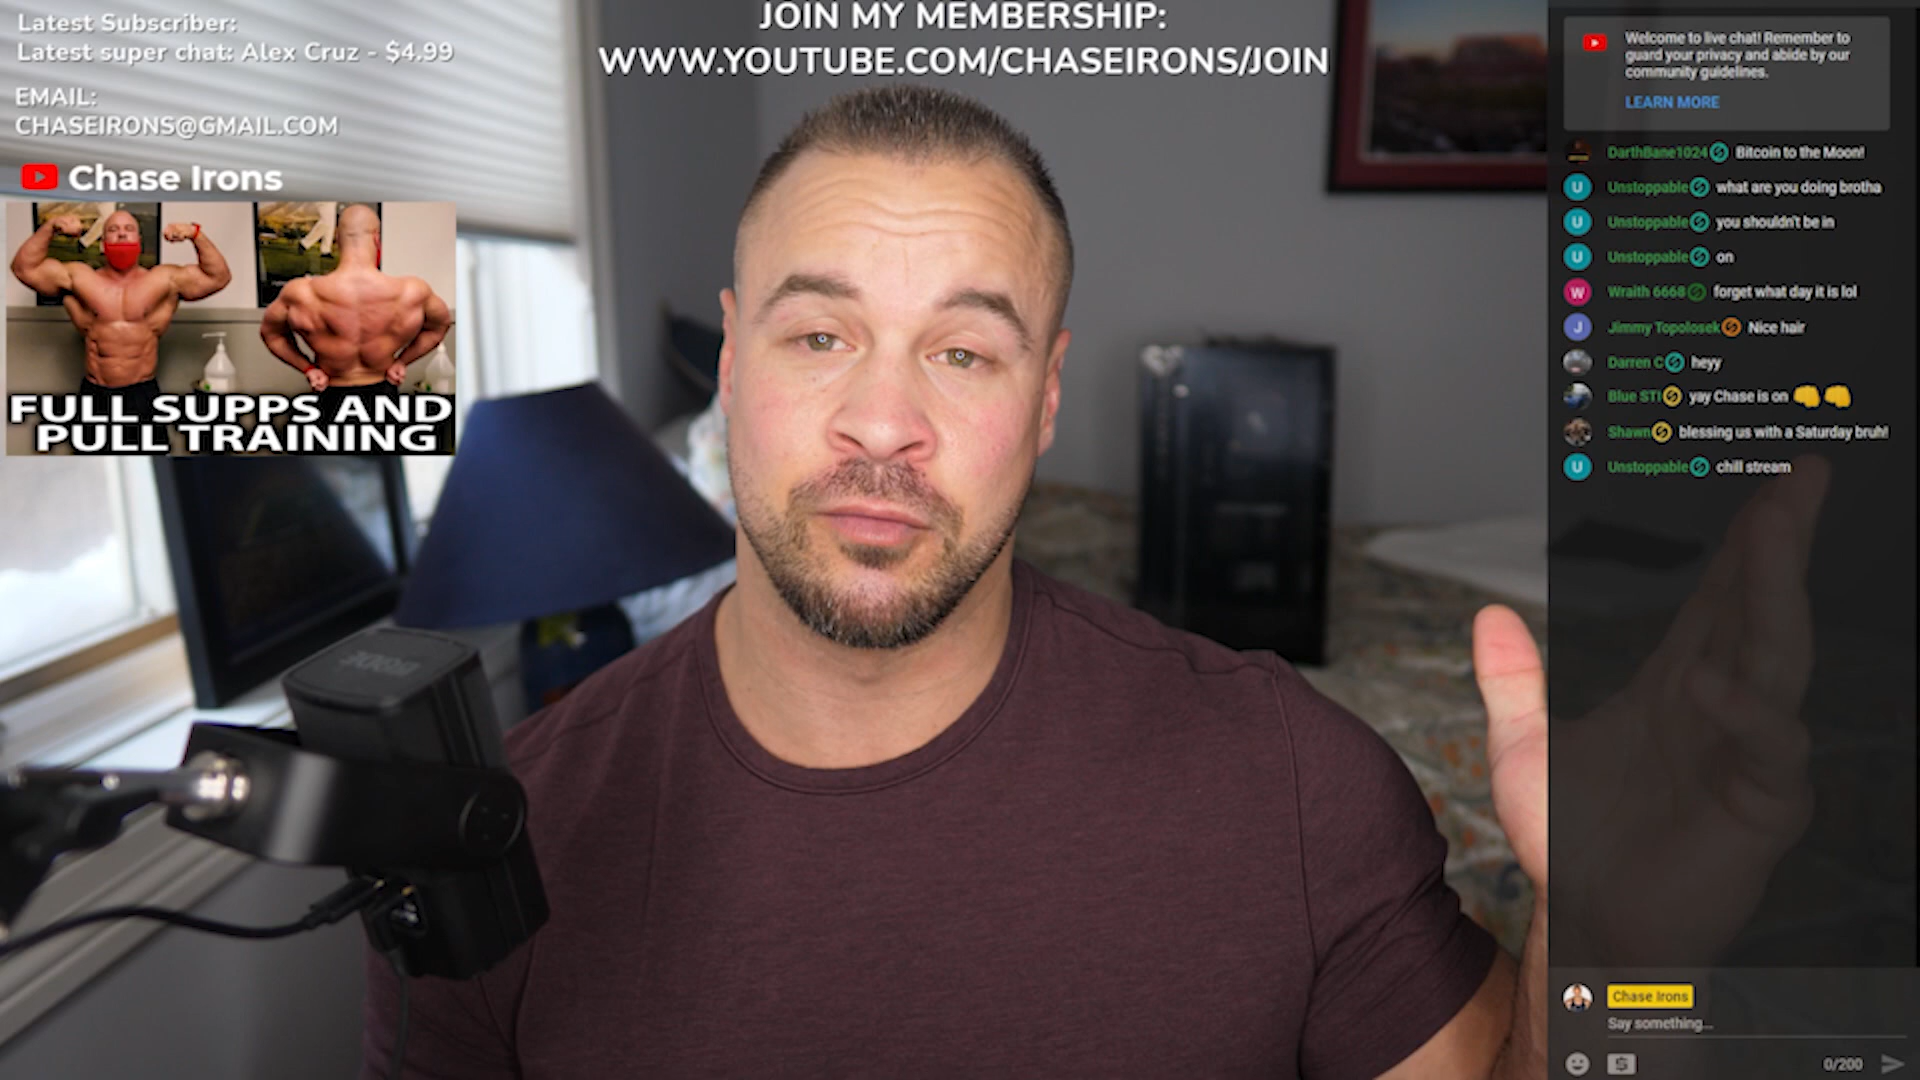 Latest Subscriber:
Latest super chat: Alex Cruz - $4.99
EMAIL:
CHASEIRONS@GMAIL.COM
Chase Irons
FULL SUPPS AND
PULL TRAINING
JOIN MY MEMBERSHIP:
WWW.YOUTUBE.COM/CHASEIRONS/JOIN
RODE
Welcome to live chat! Remember to
guard your privacy and abide by our
community guidelines.
LEARN MORE
DarthBane1024 Bitcoin to the Moon!
U Unstoppable what are you doing brotha
U Unstoppable you shouldn't be in
U Unstoppable on
W Wraith 6668 forget what day it is lol
J Jimmy Topolosek Nice hair
Darren C heyy
Blue STI yay Chase is on
Shawn blessing us with a Saturday bruh!
U Unstoppable chill stream
Chase Irons
Say something...
0/200